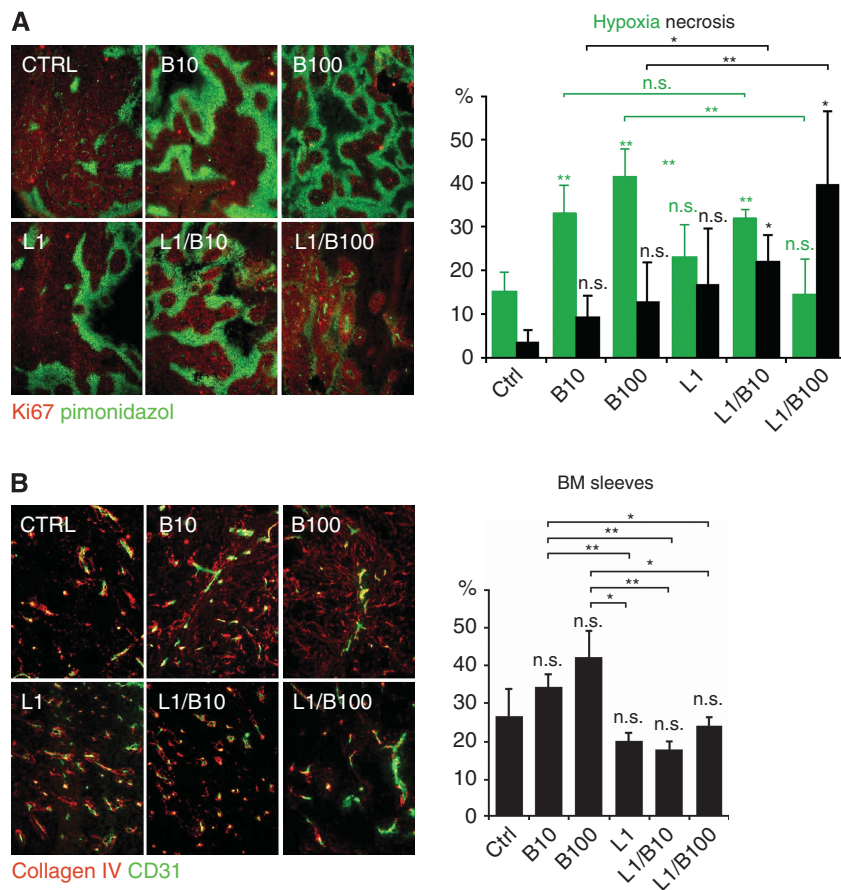 A
CTRL
B10
B100
L1
L1/B10
L1/B100
Ki67 pimonidazol
Hypoxia necrosis
*
**
n.s.
**
%
50
40
30
20
10
0
**
n.s.
**
n.s.
**
n.s.
n.s.
**
*
n.s.
*
Ctrl
B10
B100
L1
L1/B10
L1/B100
B
CTRL
B10
B100
L1
L1/B10
L1/B100
Collagen IV CD31
BM sleeves
*
**
**
*
**
*
%
50
40
30
20
10
0
n.s.
n.s.
n.s.
n.s.
n.s.
Ctrl
B10
B100
L1
L1/B10
L1/B100